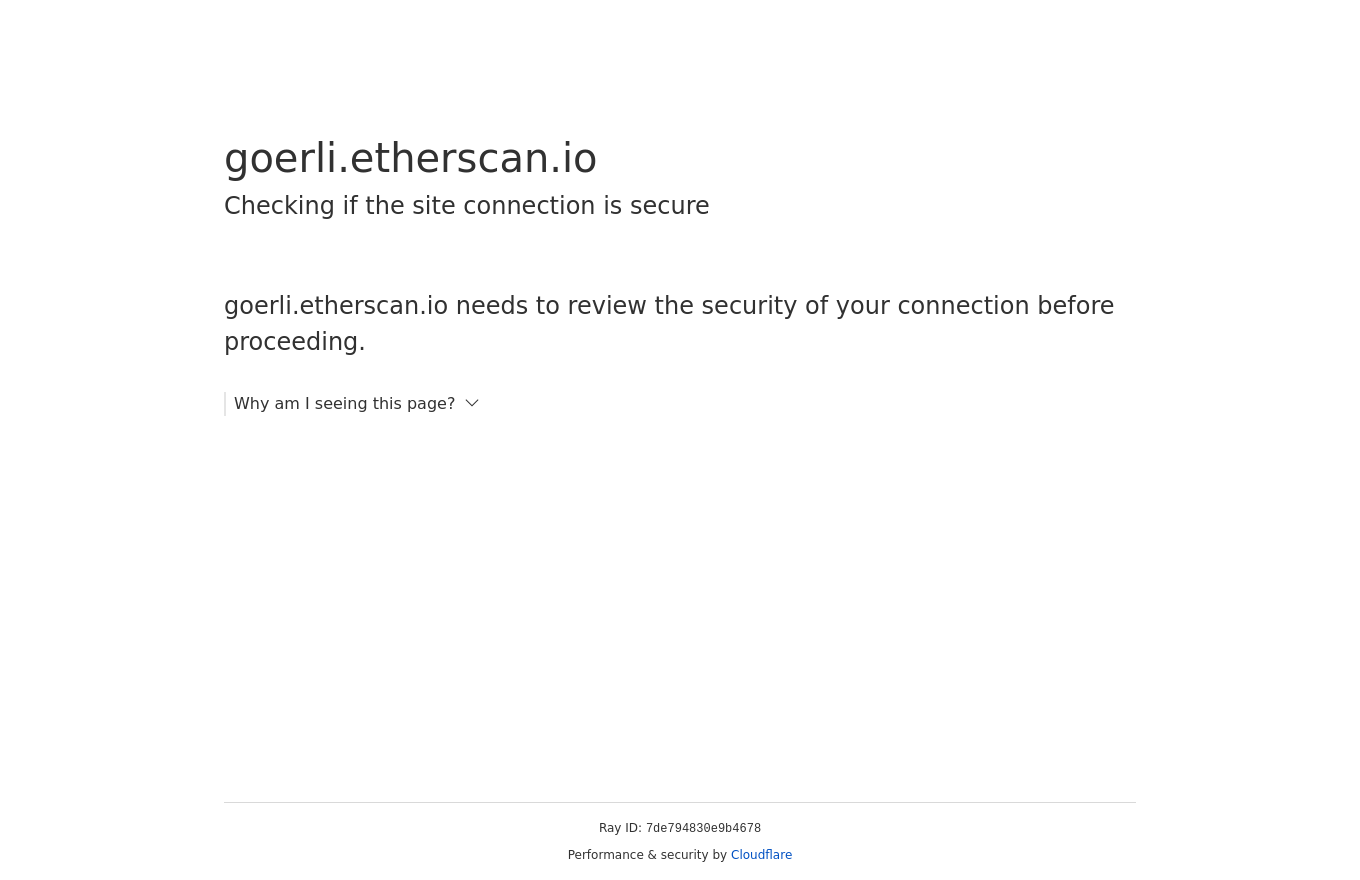 goerli.etherscan.io
Checking if the site connection is secure
goerli.etherscan.io needs to review the security of your connection before
proceeding.
Why am I seeing this page?
Ray ID: 7de794830e9b4678
Performance & security by Cloudflare